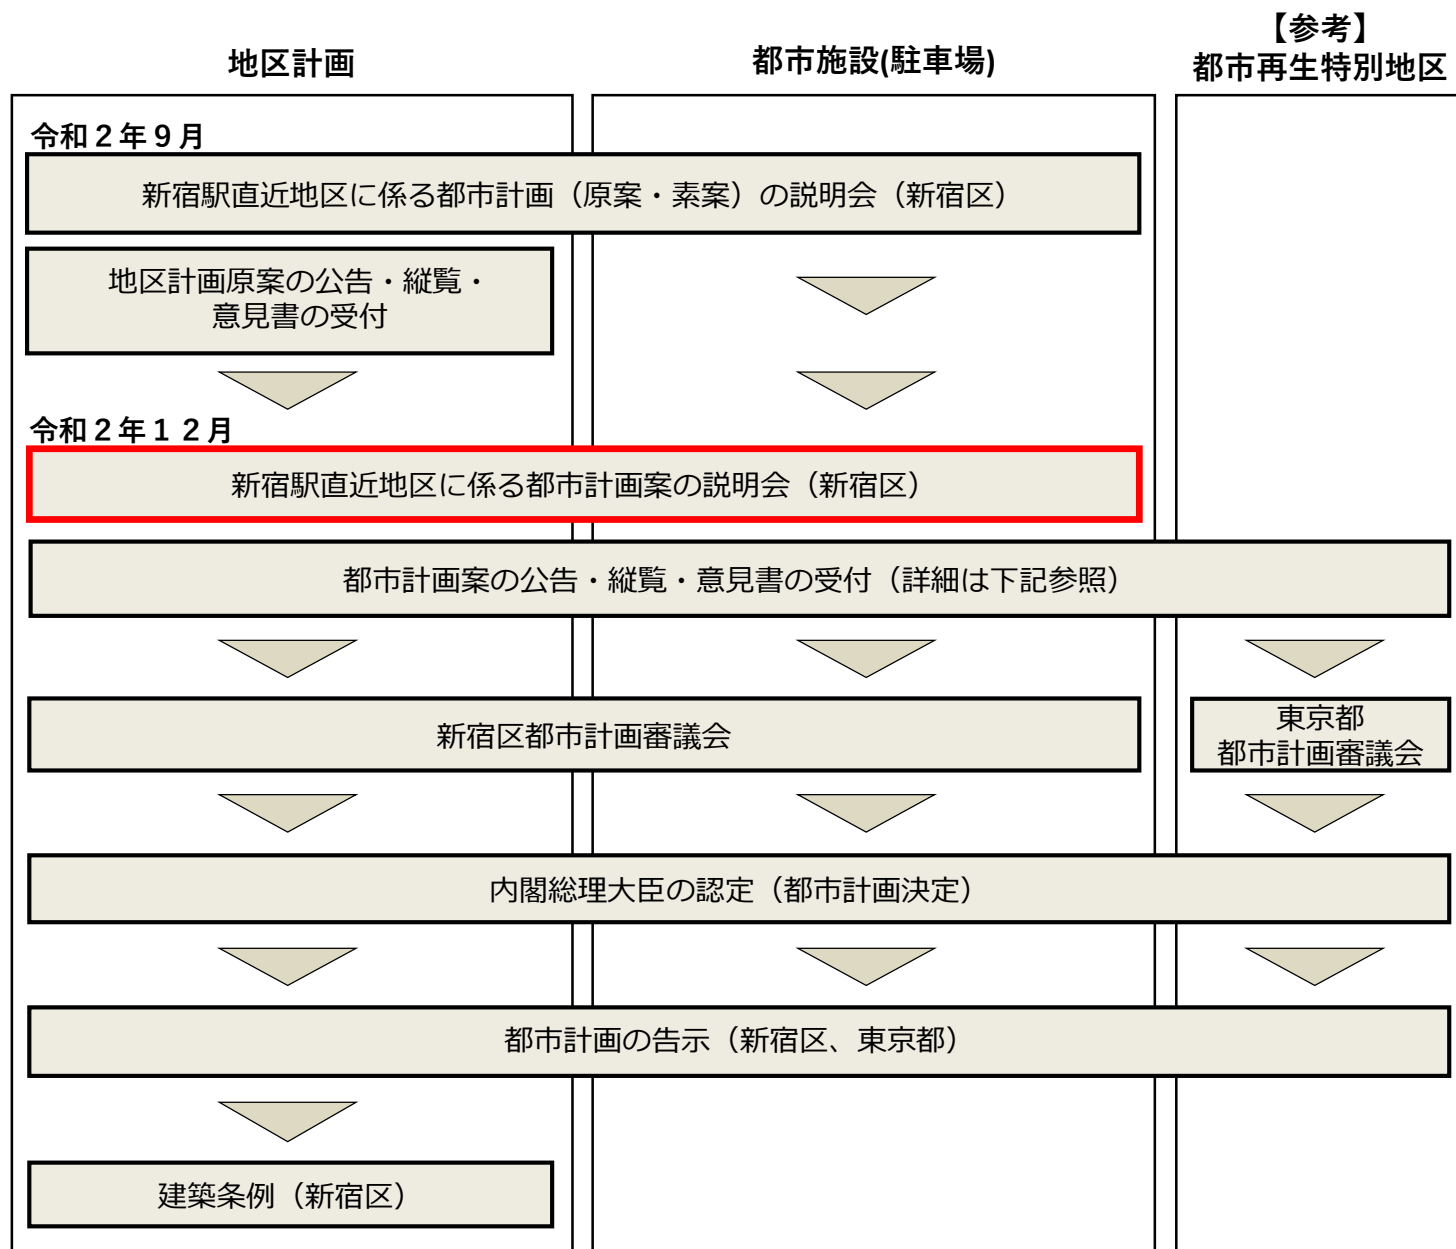 地区計画
都市施設(駐車場)
【参考】
都市再生特別地区
令和２年９月
新宿駅直近地区に係る都市計画（原案・素案）の説明会（新宿区）
地区計画原案の公告・縦覧・
意見書の受付
令和２年１２月
新宿駅直近地区に係る都市計画案の説明会（新宿区）
都市計画案の公告・縦覧・意見書の受付（詳細は下記参照）
新宿区都市計画審議会
東京都
都市計画審議会
内閣総理大臣の認定（都市計画決定）
都市計画の告示（新宿区、東京都）
建築条例（新宿区）